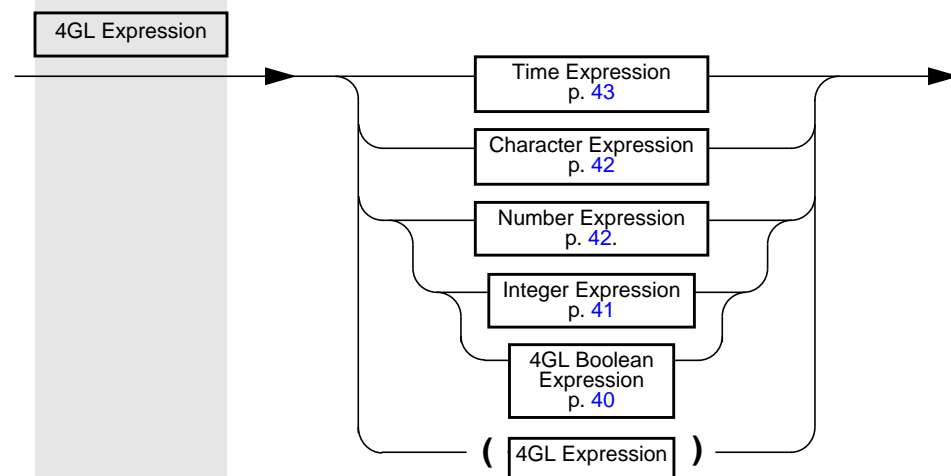 4GL Expression
Time Expression
p. 43
Character Expression
p. 42
Number Expression
p. 42.
Integer Expression
p. 41
4GL Boolean
Expression
p. 40
( 4GL Expression )